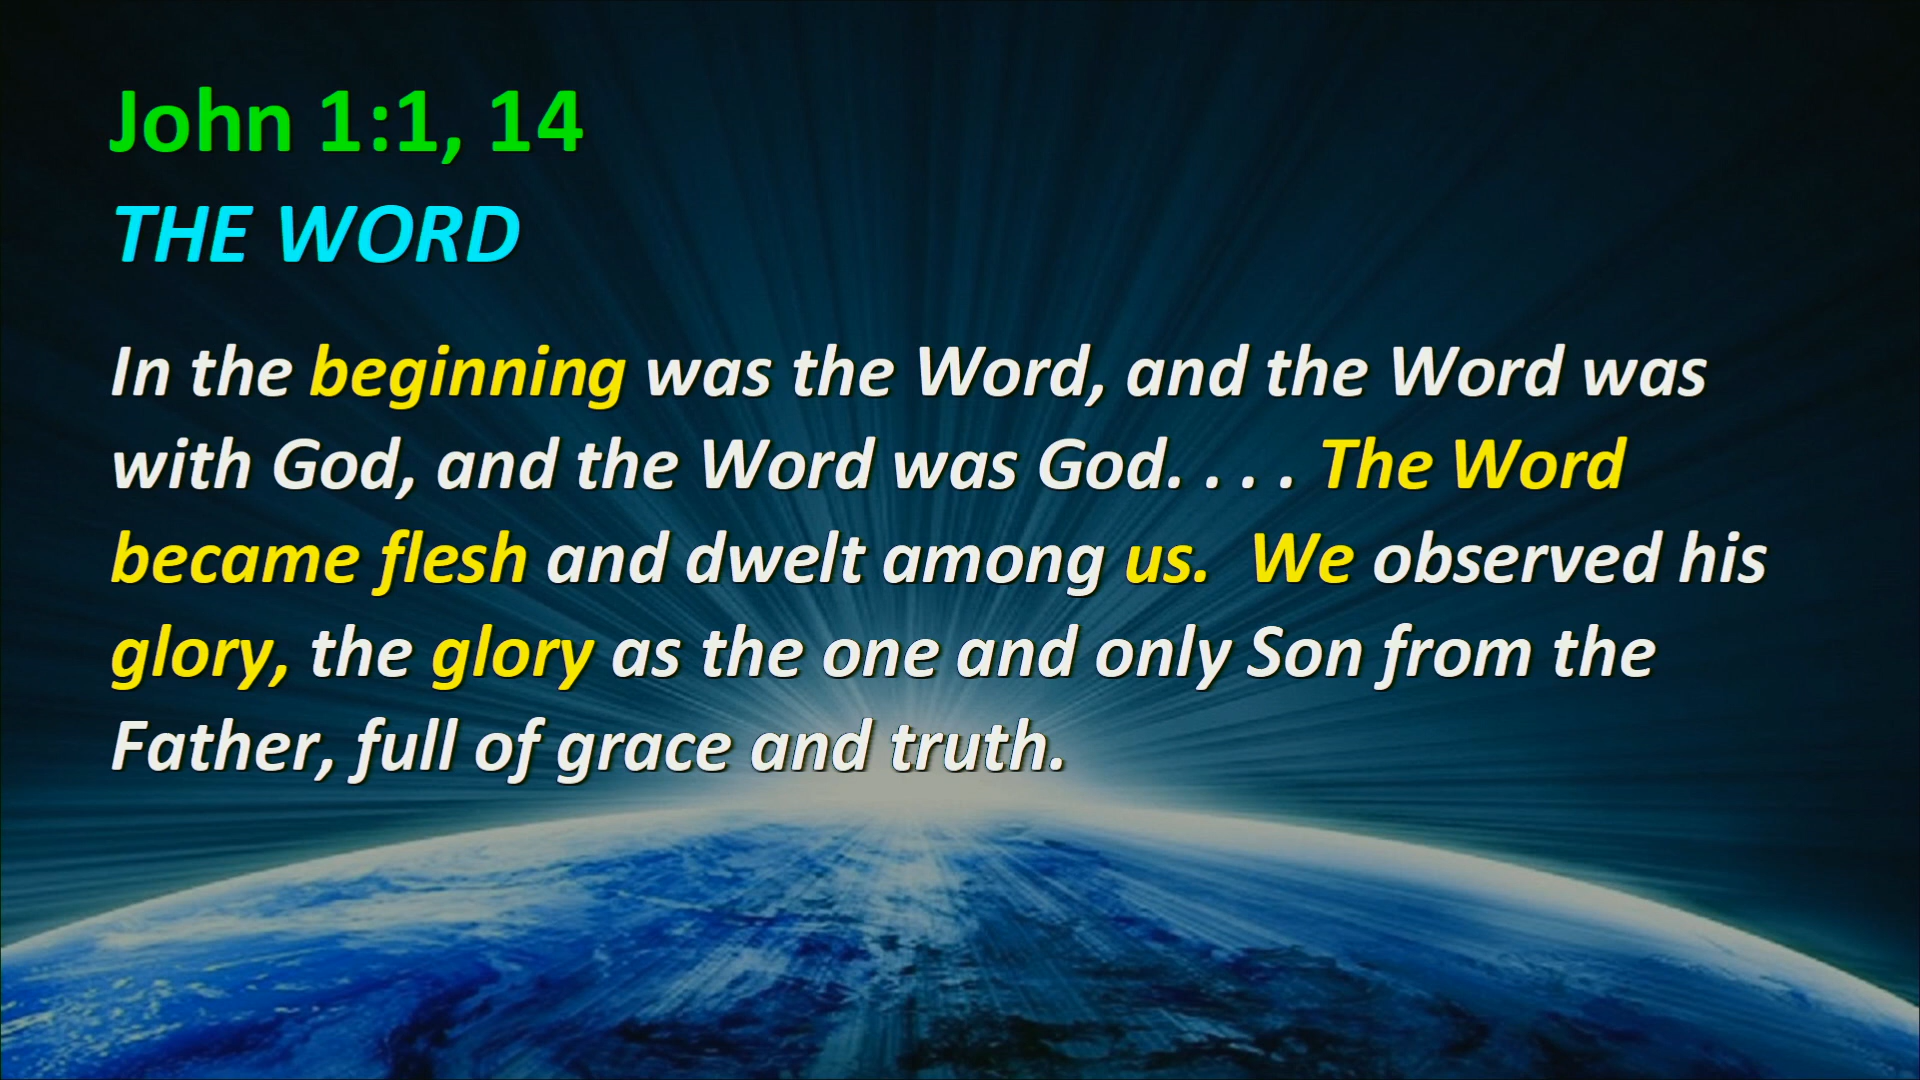 John 1:1, 14
THE WORD
In the beginning was the Word, and the Word was
with God, and the Word was God. . . . The Word
became flesh and dwelt among us.  We observed his
glory, the glory as the one and only Son from the
Father, full of grace and truth.